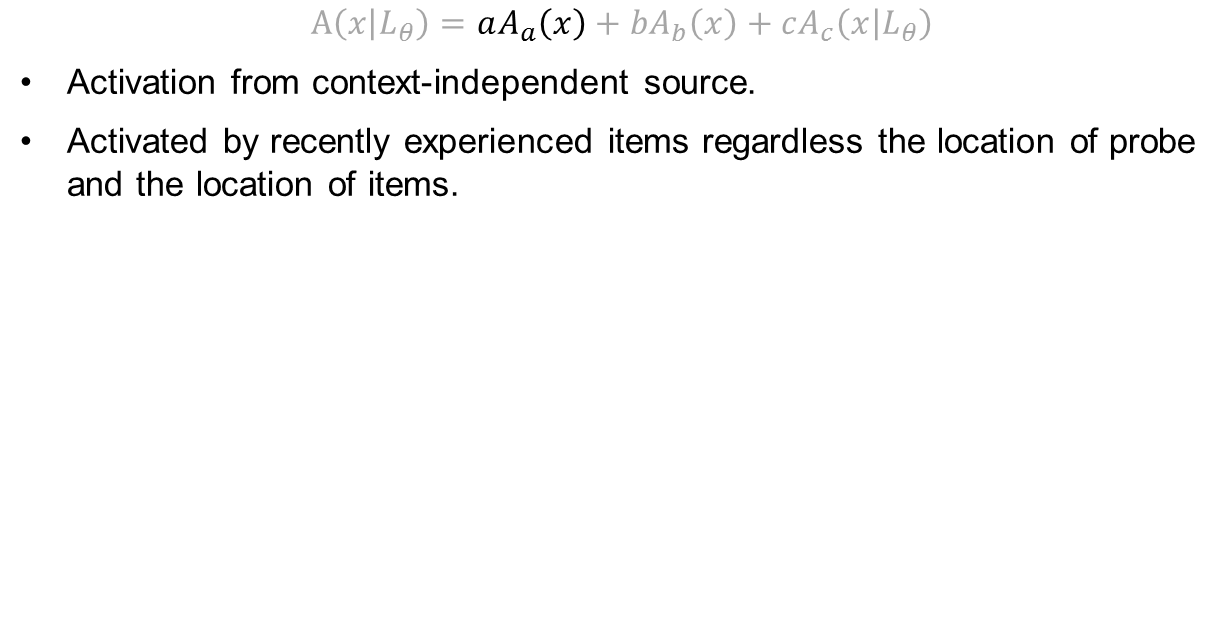 A(x|L_θ) = aA_a(x) + bA_b(x) + cA_c(x|L_θ)
• Activation from context-independent source.
• Activated by recently experienced items regardless the location of probe
and the location of items.